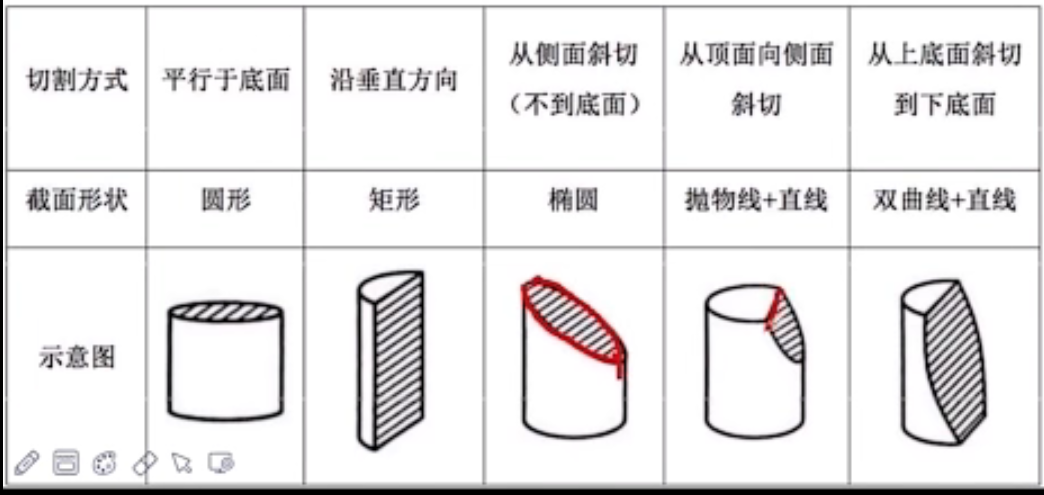 切割方式
平行于底面
沿垂直方向
从侧面斜切
（不到底面）
从顶面向侧面
斜切
从上底面斜切
到下底面
截面形状
圆形
矩形
椭圆
抛物线+直线
双曲线+直线
示意图